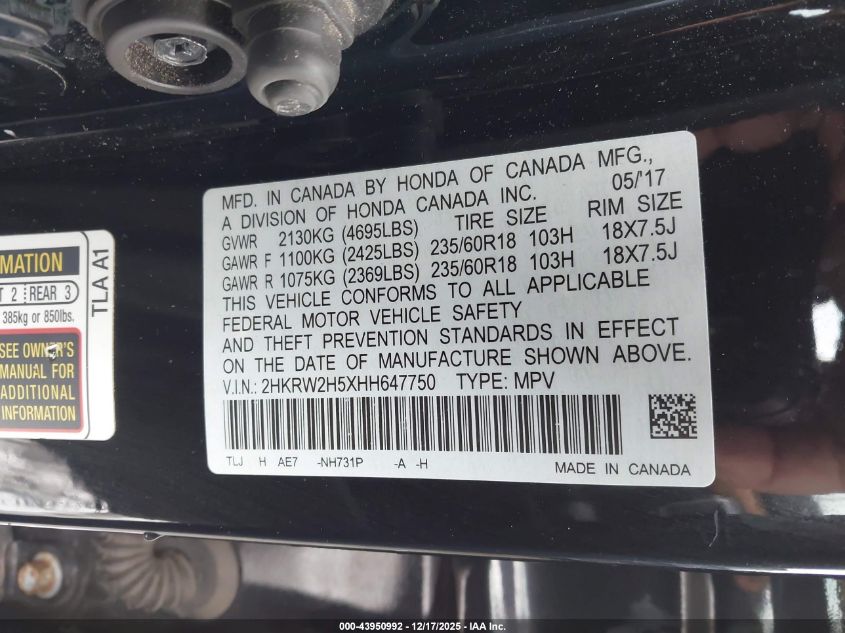 MFD. IN CANADA BY HONDA OF CANADA MFG.,
A DIVISION OF HONDA CANADA INC. 05/'17
GVWR 2130KG (4695LBS) TIRE SIZE RIM SIZE
GAWR F 1100KG (2425LBS) 235/60R18 103H 18X7.5J
GAWR R 1075KG (2369LBS) 235/60R18 103H 18X7.5J
THIS VEHICLE CONFORMS TO ALL APPLICABLE
FEDERAL MOTOR VEHICLE SAFETY
AND THEFT PREVENTION STANDARDS IN EFFECT
ON THE DATE OF MANUFACTURE SHOWN ABOVE.
V.I.N.: 2HKRW2H5XHH647750 TYPE: MPV
TLJ H AE7 -NH731P -A -H
MADE IN CANADA
MATION
T 2 REAR 3
385kg or 850lbs.
SEE OWNER'S
MANUAL FOR
ADDITIONAL
INFORMATION
TLA A1
000-43950992 - 12/17/2025 - IAA Inc.